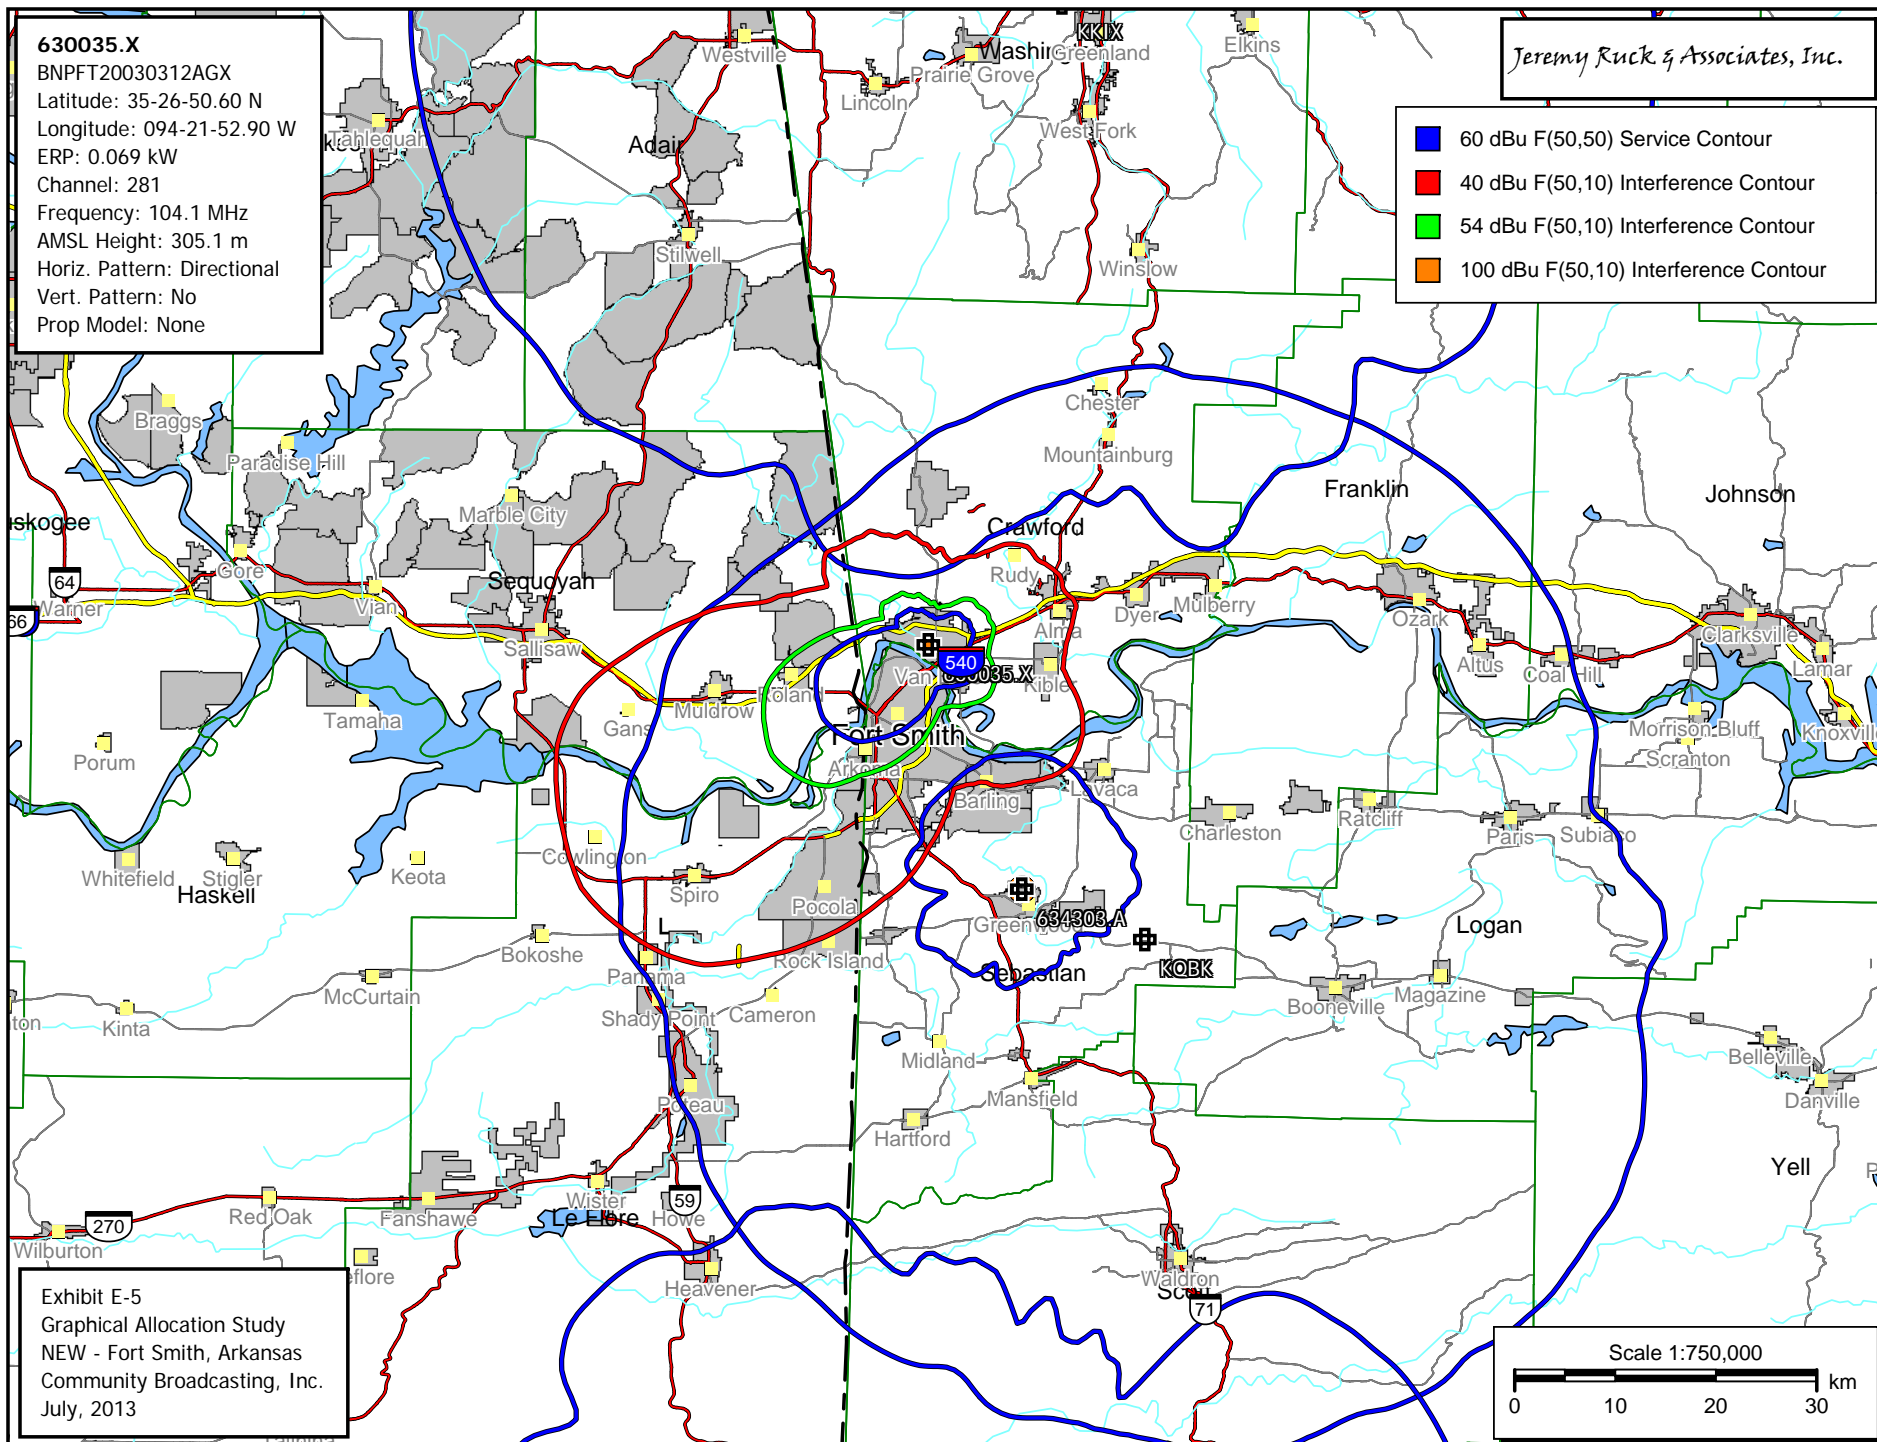 630035.X
BNPFT20030312AGX
Latitude: 35-26-50.60 N
Longitude: 094-21-52.90 W
ERP: 0.069 kW
Channel: 281
Frequency: 104.1 MHz
AMSL Height: 305.1 m
Horiz. Pattern: Directional
Vert. Pattern: No
Prop Model: None
Jeremy Ruck & Associates, Inc.
60 dBu F(50,50) Service Contour
40 dBu F(50,10) Interference Contour
54 dBu F(50,10) Interference Contour
100 dBu F(50,10) Interference Contour
Westville
KKIX
Greenland
Elkins
Prairie Grove
Lincoln
West Fork
Tahlequah
Adair
Stilwell
Winslow
Braggs
Paradise Hill
Chester
Mountainburg
Marble City
Franklin
Johnson
Crawford
Gore
Rudy
64
Warner
66
Vian
Sequoyah
Sallisaw
Alma
Dyer
Mulberry
Ozark
Clarksville
Altus
Coal Hill
Lamar
540
630035.X
Kibler
Van
Roland
Muldrow
Gans
Tamaha
Porum
Fort Smith
Arkoma
Barling
Lavaca
Morrison Bluff
Scranton
Knoxville
Charleston
Ratcliff
Paris
Subiaco
Cowlington
Whitefield
Stigler
Keota
Haskell
Spiro
Pocola
Greenwood
634303.A
Logan
Bokoshe
Rock Island
KQBK
Sebastian
McCurtain
Panama
Kinta
Shady Point
Cameron
Booneville
Magazine
Midland
Belleville
Mansfield
Danville
Poteau
Hartford
Yell
Wister
59
Howe
Red Oak
Fanshawe
Le Flore
270
Wilburton
Heavener
Waldron
Scott
71
Exhibit E-5
Graphical Allocation Study
NEW - Fort Smith, Arkansas
Community Broadcasting, Inc.
July, 2013
Scale 1:750,000
km
0 10 20 30